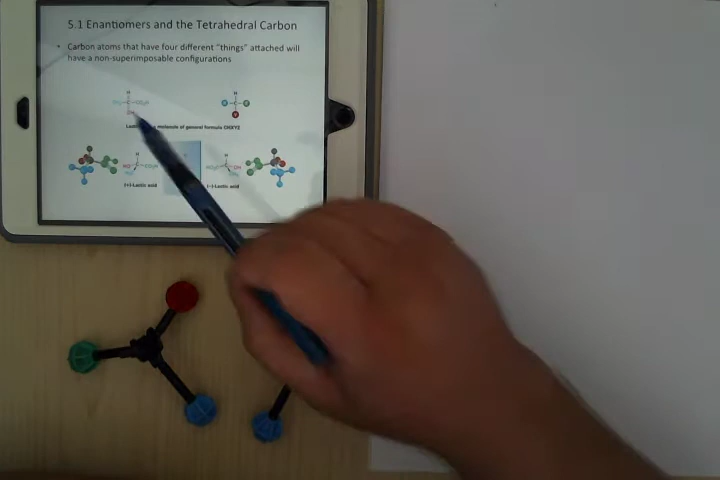 5.1 Enantiomers and the Tetrahedral Carbon
• Carbon atoms that have four different "things" attached will
have a non-superimposable configurations
a molecule of general formula CHXYZ
(+)-Lactic acid
(−)-Lactic acid